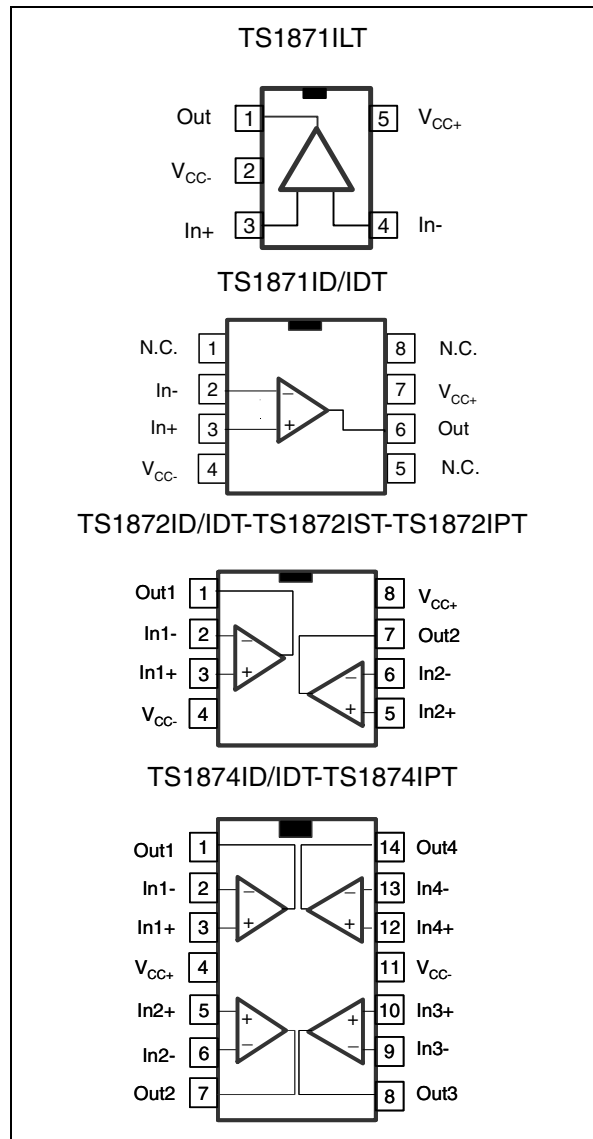 TS1871ILT
Out 1 5 VCC+
VCC- 2
In+ 3 4 In-
TS1871ID/IDT
N.C. 1 8 N.C.
In- 2 − 7 VCC+
In+ 3 + 6 Out
VCC- 4 5 N.C.
TS1872ID/IDT-TS1872IST-TS1872IPT
Out1 1 8 VCC+
In1- 2 − 7 Out2
In1+ 3 + − 6 In2-
VCC- 4 + 5 In2+
TS1874ID/IDT-TS1874IPT
Out1 1 14 Out4
In1- 2 − − 13 In4-
In1+ 3 + + 12 In4+
VCC+ 4 11 VCC-
In2+ 5 + + 10 In3+
In2- 6 − − 9 In3-
Out2 7 8 Out3